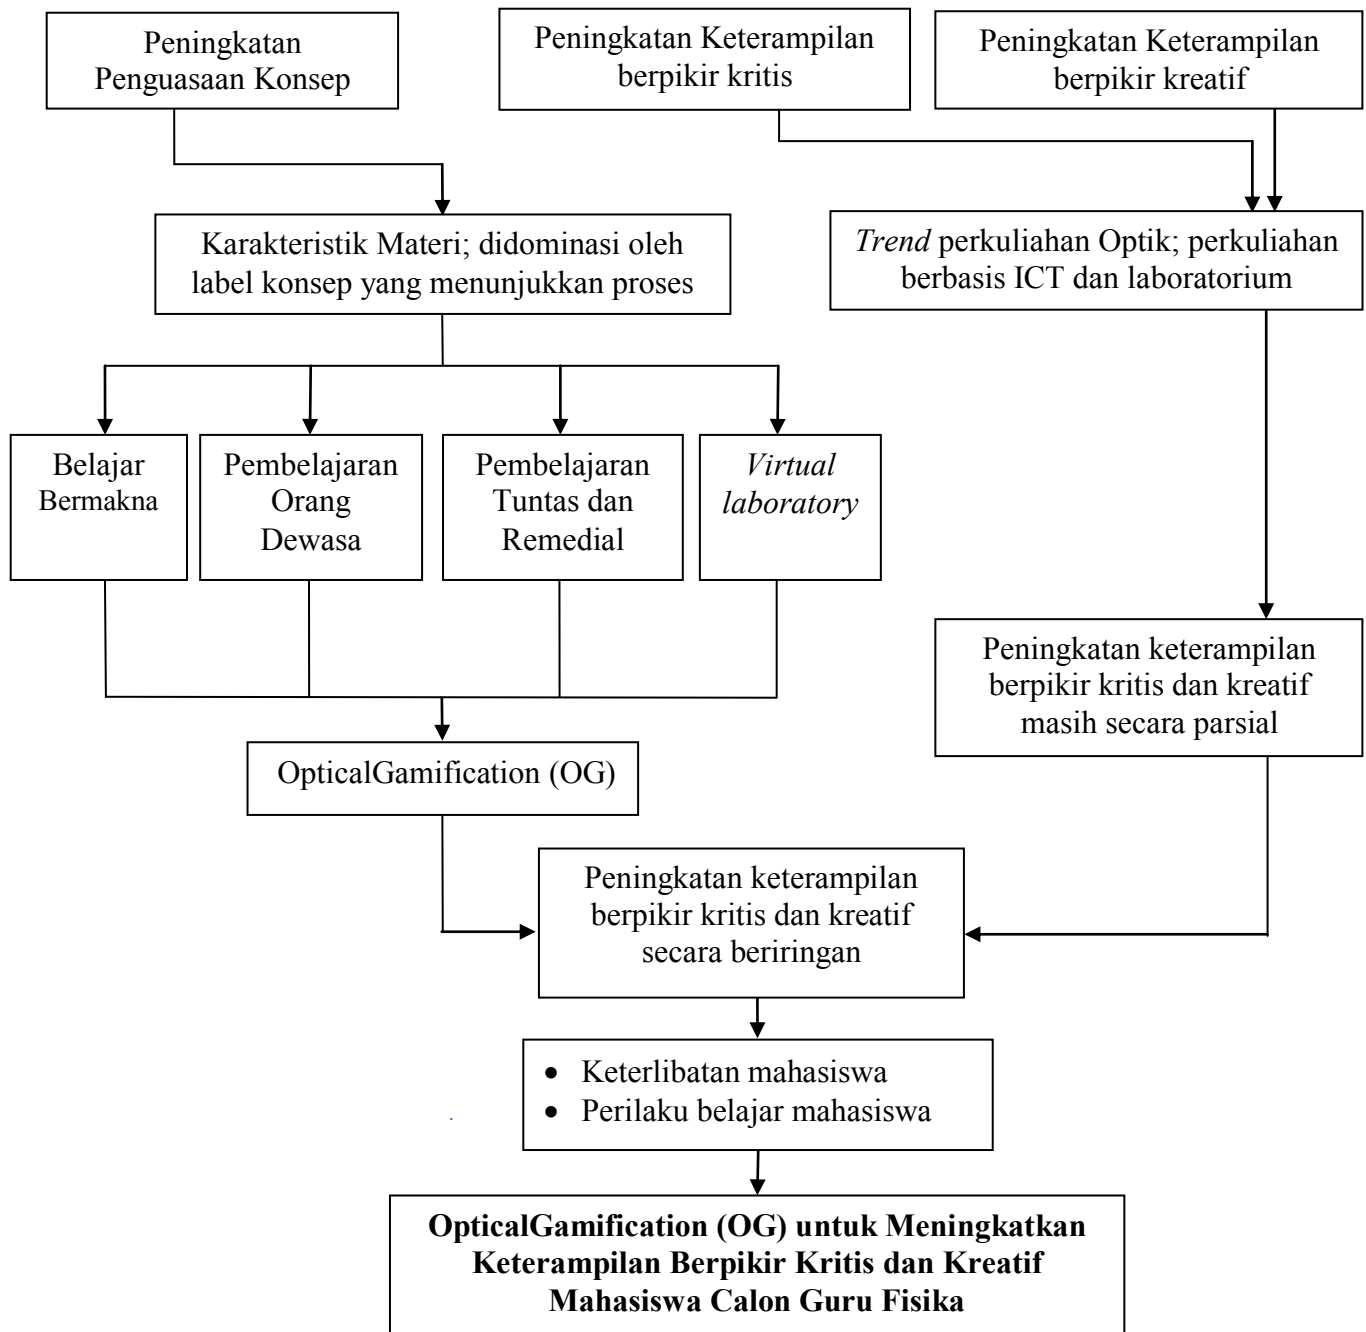 Peningkatan
Penguasaan Konsep
Peningkatan Keterampilan
berpikir kritis
Peningkatan Keterampilan
berpikir kreatif
Karakteristik Materi; didominasi oleh
label konsep yang menunjukkan proses
Trend perkuliahan Optik; perkuliahan
berbasis ICT dan laboratorium
Belajar
Bermakna
Pembelajaran
Orang
Dewasa
Pembelajaran
Tuntas dan
Remedial
Virtual
laboratory
Peningkatan keterampilan
berpikir kritis dan kreatif
masih secara parsial
OpticalGamification (OG)
Peningkatan keterampilan
berpikir kritis dan kreatif
secara beriringan
• Keterlibatan mahasiswa
• Perilaku belajar mahasiswa
OpticalGamification (OG) untuk Meningkatkan
Keterampilan Berpikir Kritis dan Kreatif
Mahasiswa Calon Guru Fisika